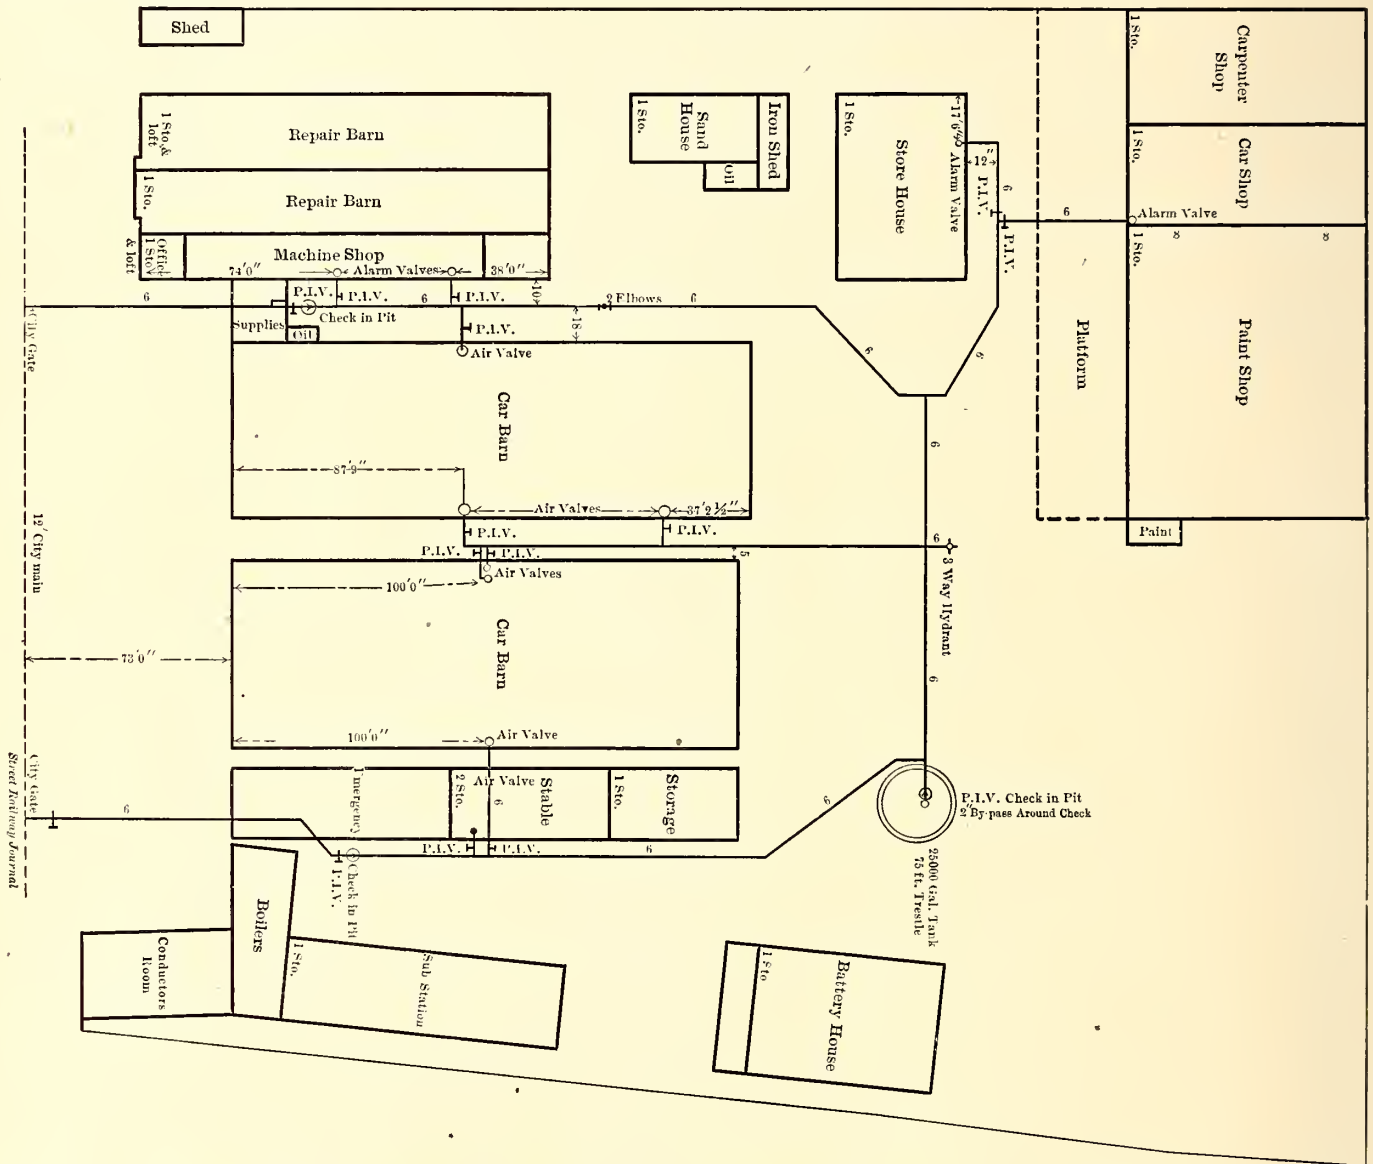 Shed
Repair Barn
1 Sto. &
loft
Repair Barn
1 Sto.
Machine Shop
Office
1 Sto.
& loft
74'0"
Alarm Valves
38'0"
10
P.I.V.
P.I.V.
P.I.V.
6
6
Check in Pit
2 Elbows
6
Supplies
Oil
18
P.I.V.
Air Valve
City Gate
Sand
House
1 Sto.
Iron Shed
Oil
Store House
1 Sto.
17'6"
Alarm Valve
12"
P.I.V.
6
6
P.I.V.
Carpenter
Shop
1 Sto.
Car Shop
1 Sto.
Alarm Valve
8
8
1 Sto.
Paint Shop
Platform
Paint
6
6
6
Car Barn
87'9"
Air Valves
37'2½"
P.I.V.
P.I.V.
P.I.V.
P.I.V.
5
6
3 Way Hydrant
Air Valves
100'0"
Car Barn
6
12' City main
73'0"
100'0"
Air Valve
City Gate
Street Railway Journal
6
Emergency
Air Valve
2 Sto.
6
Stable
1 Sto.
Storage
P.I.V.
P.I.V.
6
6
P.I.V. Check in Pit
2" By-pass Around Check
25000 Gal. Tank
75 ft. Trestle
Check in Pit
P.I.V.
Boilers
Conductors
Room
1 Sto.
Sub Station
1 Sto
Battery House